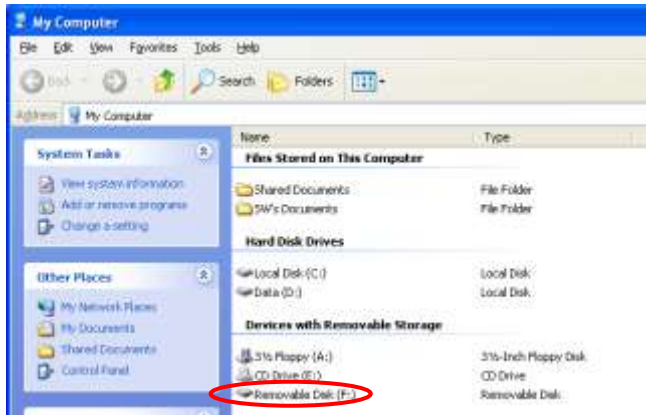 My Computer
File Edit View Favorites Tools Help
Back Search Folders
Address My Computer
Name Type
System Tasks
View system information
Add or remove programs
Change a setting
Other Places
My Network Places
My Documents
Shared Documents
Control Panel
Files Stored on This Computer
Shared Documents File Folder
SW's Documents File Folder
Hard Disk Drives
Local Disk (C:) Local Disk
Data (D:) Local Disk
Devices with Removable Storage
3½ Floppy (A:) 3½-Inch Floppy Disk
CD Drive (E:) CD Drive
Removable Disk (F:) Removable Disk